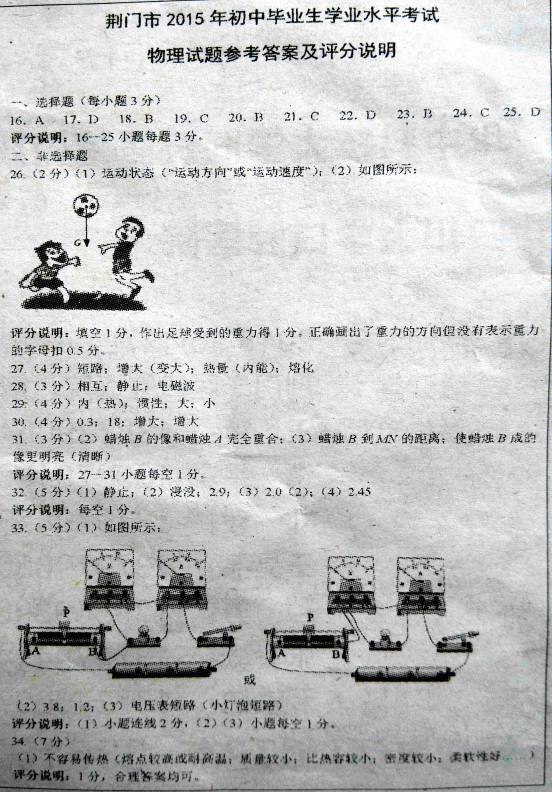 荆门市 2015 年初中毕业生学业水平考试
物理试题参考答案及评分说明
一、选择题（每小题 3 分）
16. A 17. D 18. B 19. C 20. B 21. C 22. D 23. B 24. C 25. D
评分说明：16--25 小题每题 3 分。
二、非选择题
26.（2 分）（1）运动状态（“运动方向”或“运动速度”）；（2）如图所示：
G
评分说明：填空 1 分，作出足球受到的重力得 1 分。正确画出了重力的方向但没有表示重力
的字母扣 0.5 分。
27.（4 分）短路；增大（变大）；热量（内能）；熔化
28.（3 分）相互；静止；电磁波
29.（4 分）内（热）；惯性；大；小
30.（4 分）0.3；18；增大；增大
31.（3 分）（2）蜡烛 B 的像和蜡烛 A 完全重合；（3）蜡烛 B 到 MN 的距离；使蜡烛 B 成的
像更明亮（清晰）
评分说明：27--31 小题每空 1 分。
32.（5 分）（1）静止；（2）浸没；2.9；（3）2.0（2）；（4）2.45
评分说明：每空 1 分。
33.（5 分）（1）如图所示：
P P
A B A B
或
（2）3.8；1.2；（3）电压表短路（小灯泡短路）
评分说明：（1）小题连线 2 分，（2）（3）小题每空 1 分。
34.（7 分）
（1）不容易传热（熔点较高或耐高温；质量较小；比热容较小；密度较小；柔软性好……）
评分说明：1 分，合理答案均可。